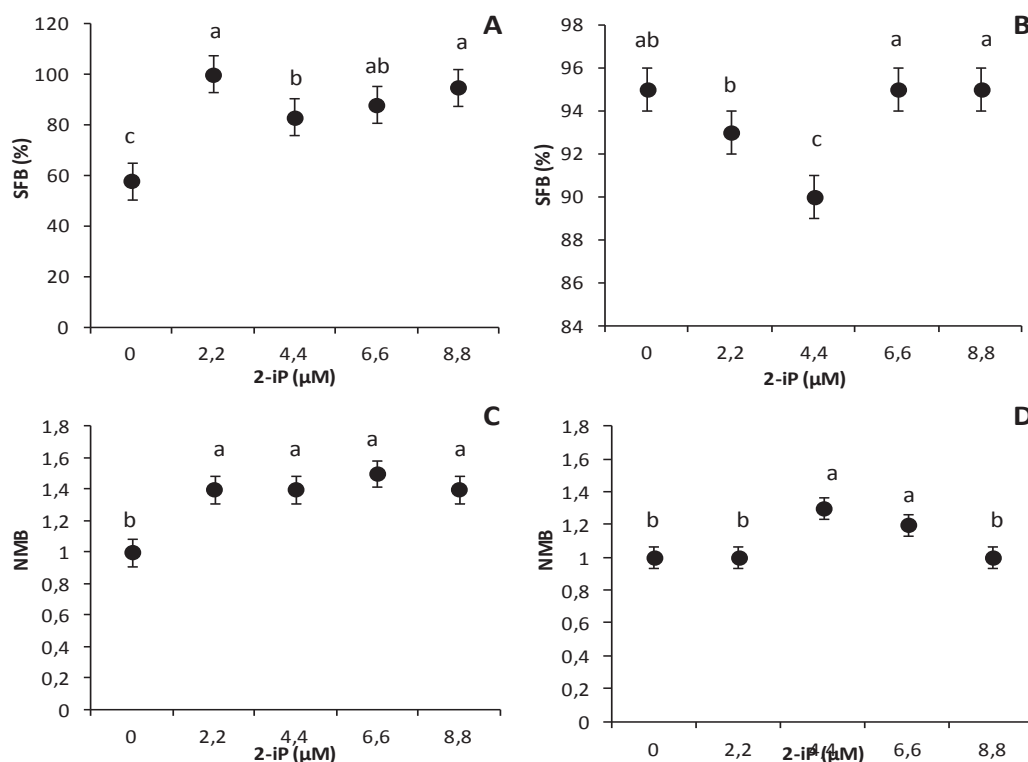 A
SFB (%)
120
100
80
60
40
20
0
c
a
b
ab
a
0 2,2 4,4 6,6 8,8
2-iP (µM)
B
SFB (%)
98
96
94
92
90
88
86
84
ab
b
c
a
a
0 2,2 4,4 6,6 8,8
2-iP (µM)
C
NMB
1,8
1,6
1,4
1,2
1
0,8
0,6
0,4
0,2
0
b
a
a
a
a
0 2,2 4,4 6,6 8,8
2-iP (µM)
D
NMB
1,8
1,6
1,4
1,2
1
0,8
0,6
0,4
0,2
0
b
b
a
a
b
0 2,2 4,4 6,6 8,8
2-iP (µM)